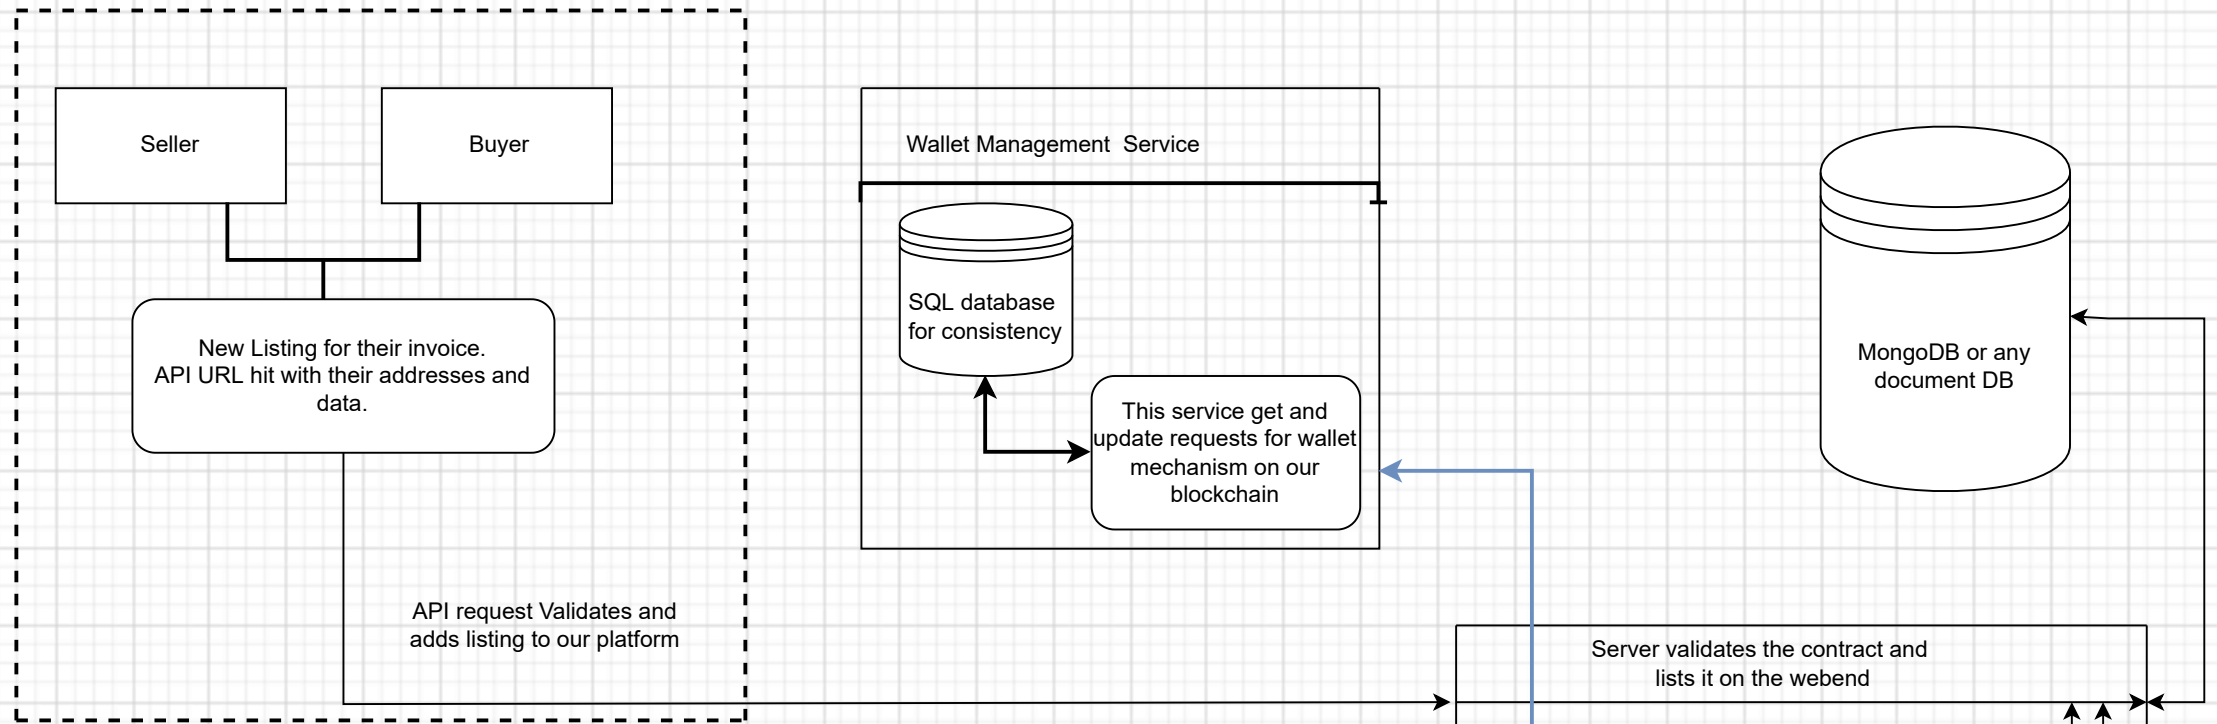 Seller
Buyer
New Listing for their invoice.
API URL hit with their addresses and
data.
API request Validates and
adds listing to our platform
Wallet Management  Service
SQL database
for consistency
This service get and
update requests for wallet
mechanism on our
blockchain
MongoDB or any
document DB
Server validates the contract and
lists it on the webend